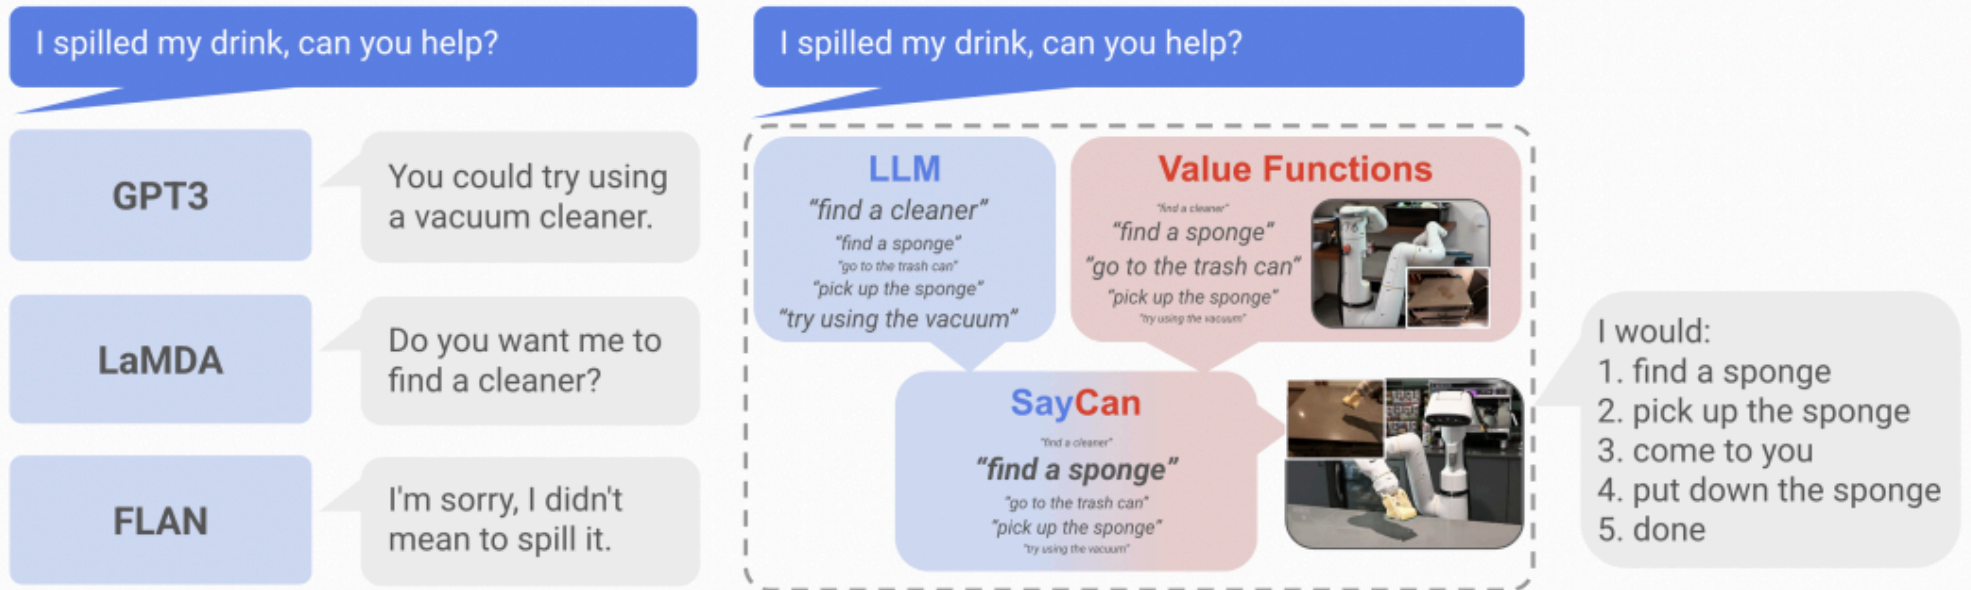 I spilled my drink, can you help?
GPT3
You could try using
a vacuum cleaner.
LaMDA
Do you want me to
find a cleaner?
FLAN
I'm sorry, I didn't
mean to spill it.
I spilled my drink, can you help?
LLM
“find a cleaner”
“find a sponge”
“go to the trash can”
“pick up the sponge”
“try using the vacuum”
Value Functions
“find a cleaner”
“find a sponge”
“go to the trash can”
“pick up the sponge”
“try using the vacuum”
SayCan
“find a cleaner”
“find a sponge”
“go to the trash can”
“pick up the sponge”
“try using the vacuum”
I would:
1. find a sponge
2. pick up the sponge
3. come to you
4. put down the sponge
5. done